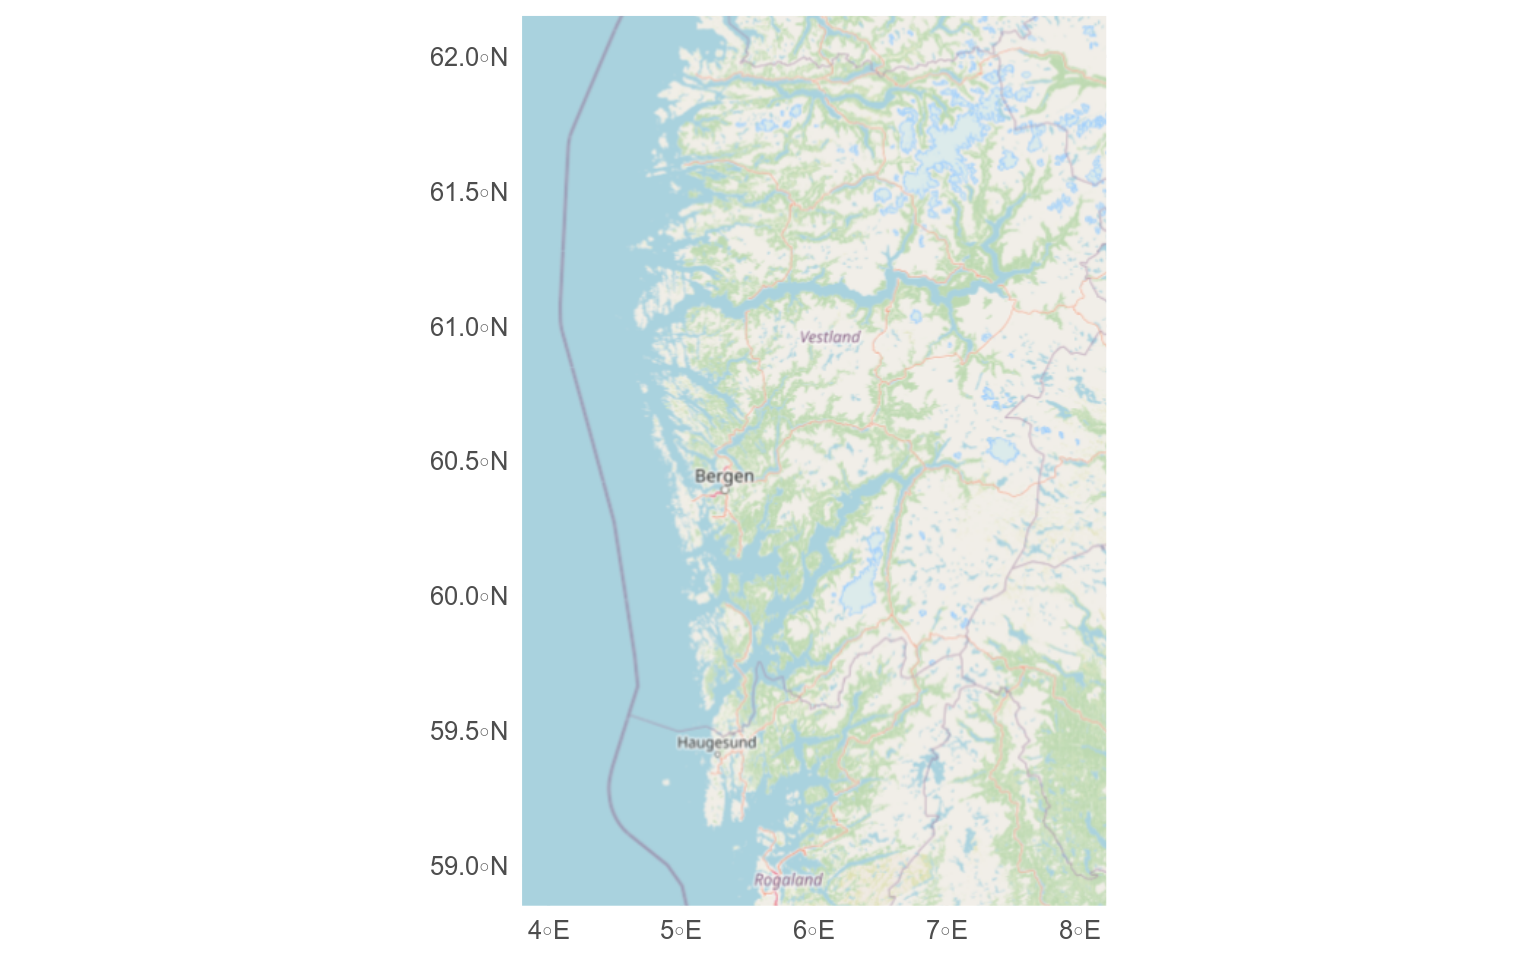 62.0◦N
61.5◦N
61.0◦N
Vestland
60.5◦N
Bergen
60.0◦N
59.5◦N
Haugesund
59.0◦N
Rogaland
4◦E 5◦E 6◦E 7◦E 8◦E